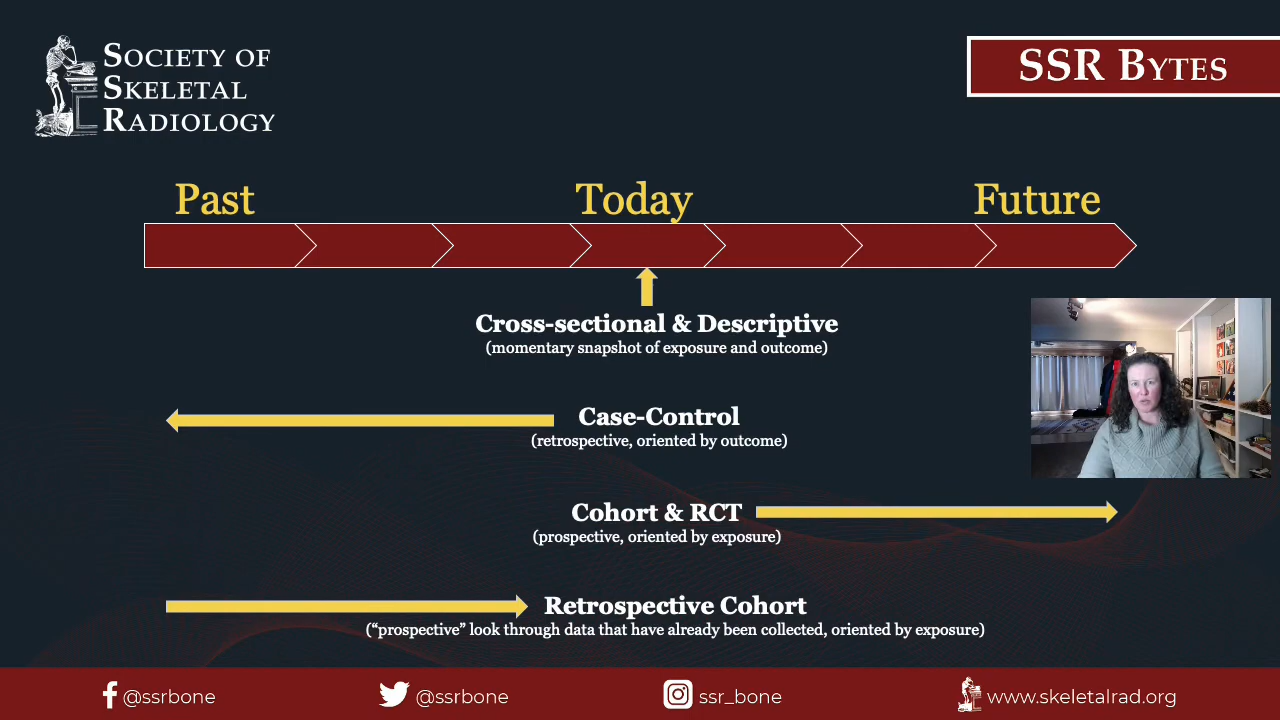 SOCIETY OF
SKELETAL
RADIOLOGY
SSR BYTES
Past
Today
Future
Cross-sectional & Descriptive
(momentary snapshot of exposure and outcome)
Case-Control
(retrospective, oriented by outcome)
Cohort & RCT
(prospective, oriented by exposure)
Retrospective Cohort
(“prospective” look through data that have already been collected, oriented by exposure)
@ssrbone
@ssrbone
ssr_bone
www.skeletalrad.org